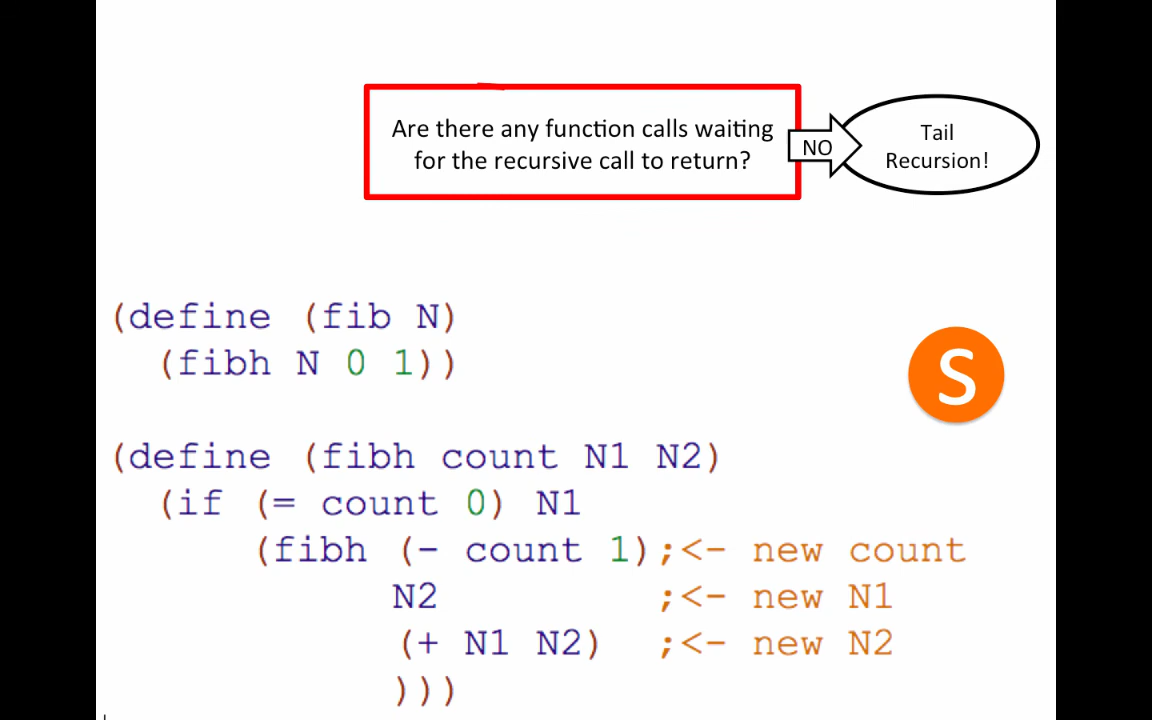 Are there any function calls waiting
for the recursive call to return?
NO
Tail
Recursion!
(define (fib N)
(fibh N 0 1))
S
(define (fibh count N1 N2)
(if (= count 0) N1
(fibh (- count 1);<- new count
N2 ;<- new N1
(+ N1 N2) ;<- new N2
)))